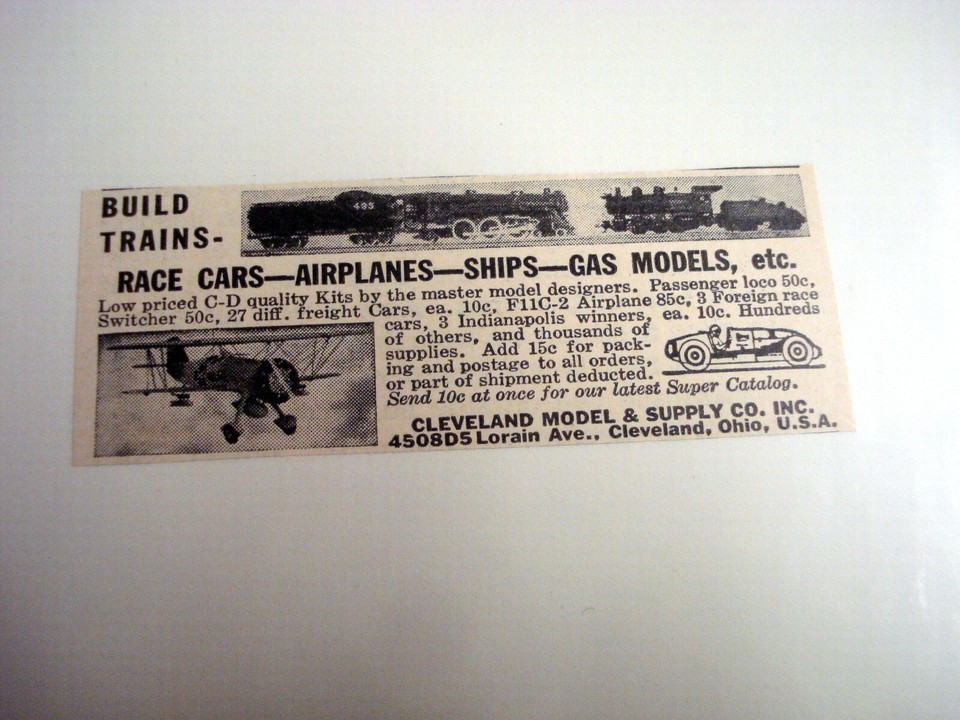 BUILD
TRAINS-
495
RACE CARS—AIRPLANES—SHIPS—GAS MODELS, etc.
Low priced C-D quality Kits by the master model designers. Passenger loco 50c,
Switcher 50c, 27 diff. freight Cars, ea. 10c, F11C-2 Airplane 85c, 3 Foreign race
cars, 3 Indianapolis winners, ea. 10c. Hundreds
of others, and thousands of
supplies. Add 15c for pack-
ing and postage to all orders,
or part of shipment deducted.
Send 10c at once for our latest Super Catalog.
CLEVELAND MODEL & SUPPLY CO. INC.
4508D5 Lorain Ave., Cleveland, Ohio, U.S.A.